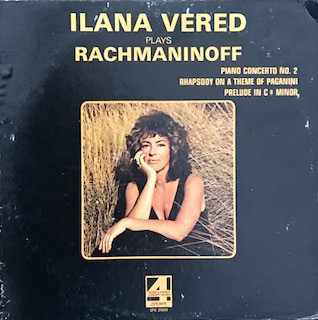 ILANA VERED
PLAYS
RACHMANINOFF
PIANO CONCERTO NO. 2
RHAPSODY ON A THEME OF PAGANINI
PRELUDE IN C# MINOR
4